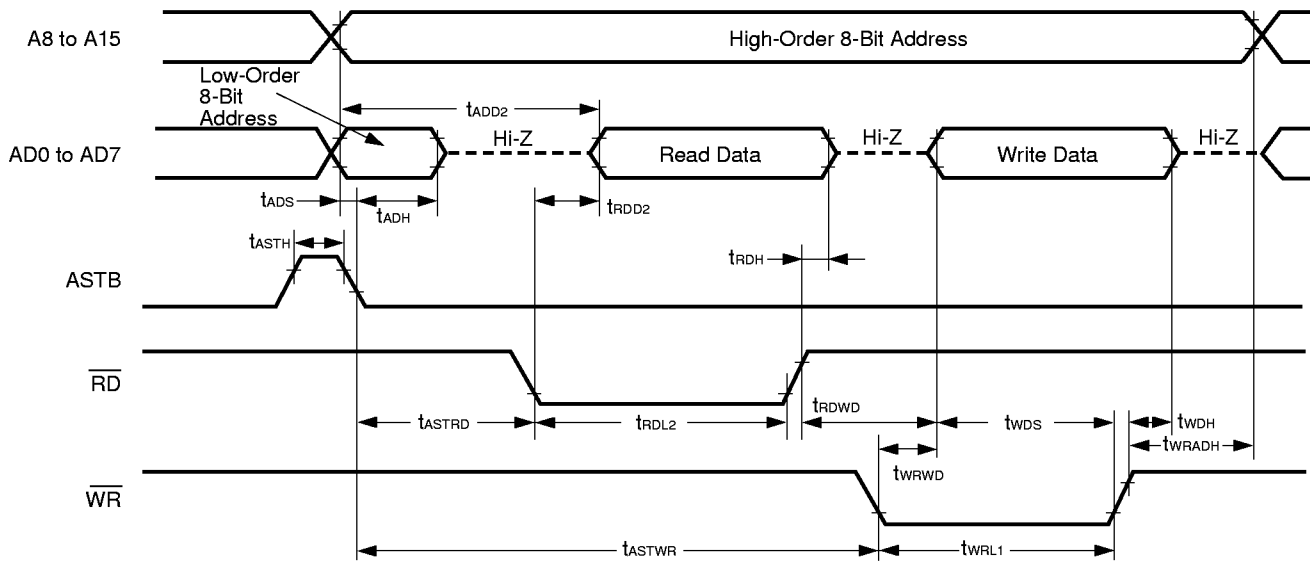 A8 to A15
High-Order 8-Bit Address
Low-Order
8-Bit
Address
tADD2
AD0 to AD7
Hi-Z
Read Data
Hi-Z
Write Data
Hi-Z
tADS
tADH
tRDD2
tASTH
tRDH
ASTB
RD
tASTRD
tRDL2
tRDWD
tWDS
tWDH
tWRADH
tWRWD
WR
tASTWR
tWRL1